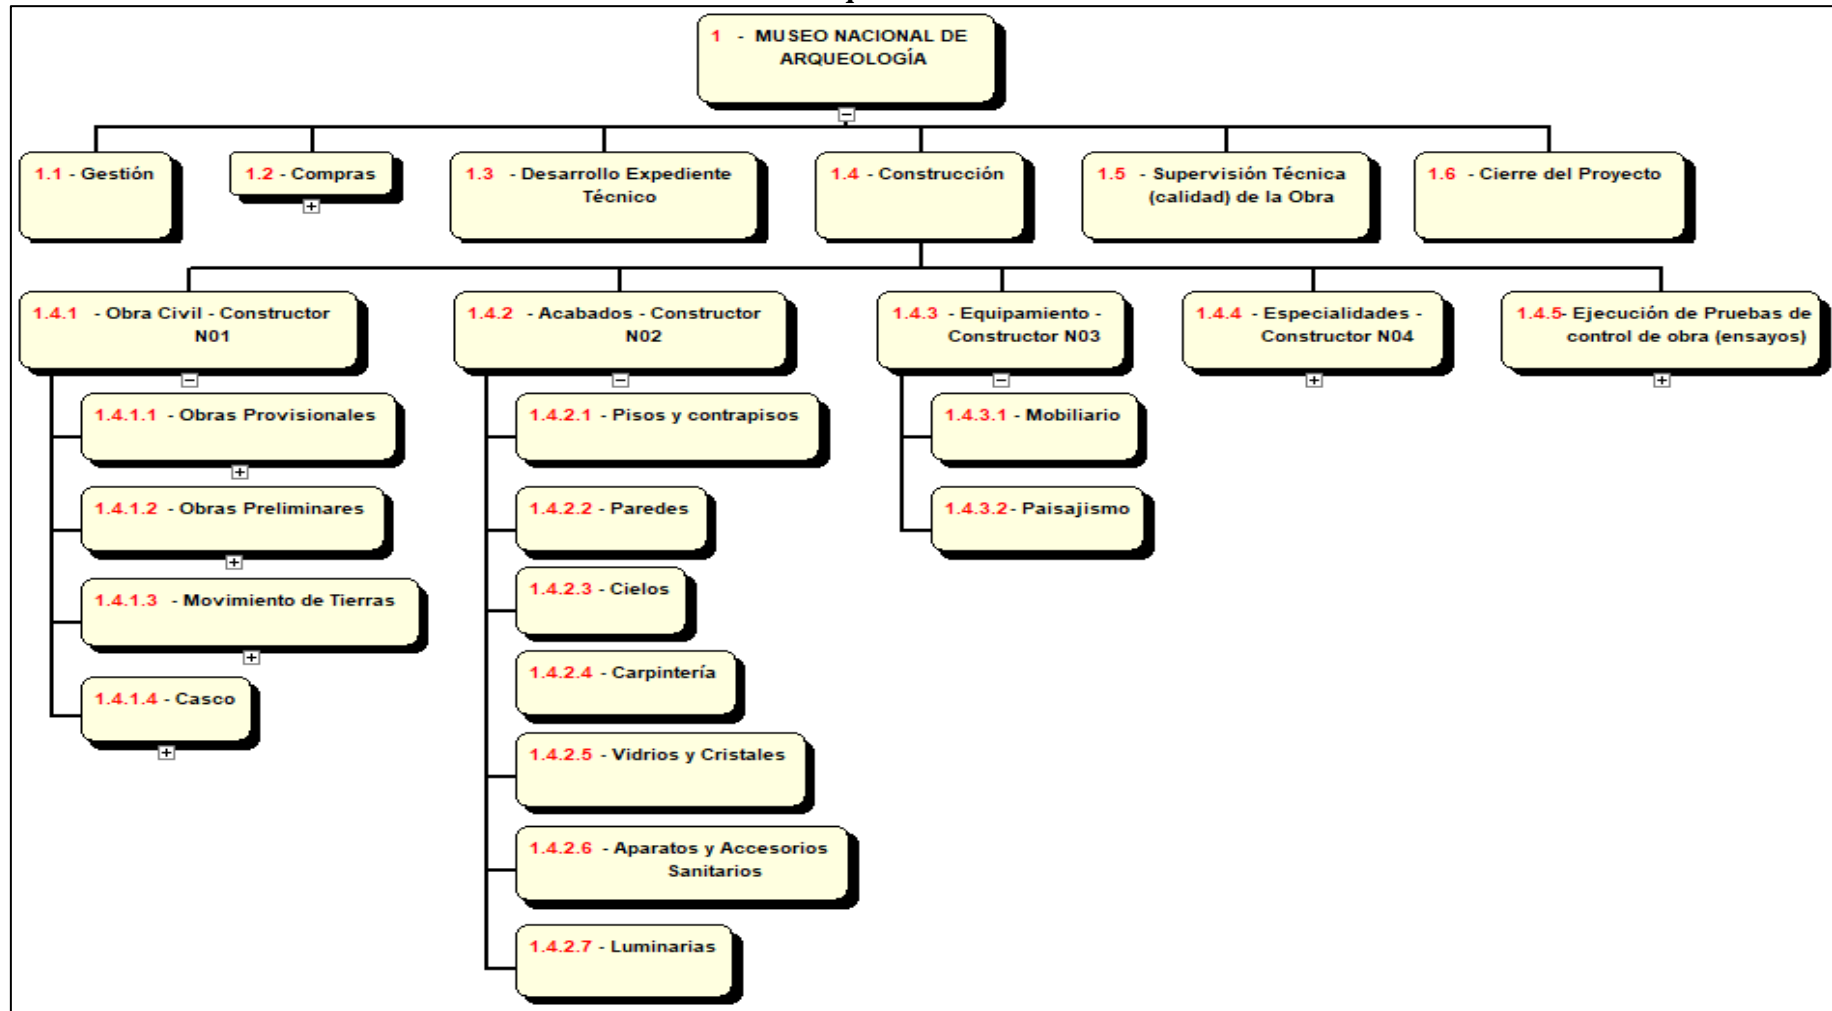 1 - MUSEO NACIONAL DE
ARQUEOLOGÍA
1.1 - Gestión
1.2 - Compras
1.3 - Desarrollo Expediente
Técnico
1.4 - Construcción
1.5 - Supervisión Técnica
(calidad) de la Obra
1.6 - Cierre del Proyecto
1.4.1 - Obra Civil - Constructor
N01
1.4.2 - Acabados - Constructor
N02
1.4.3 - Equipamiento -
Constructor N03
1.4.4 - Especialidades -
Constructor N04
1.4.5- Ejecución de Pruebas de
control de obra (ensayos)
1.4.1.1 - Obras Provisionales
1.4.1.2 - Obras Preliminares
1.4.1.3 - Movimiento de Tierras
1.4.1.4 - Casco
1.4.2.1 - Pisos y contrapisos
1.4.2.2 - Paredes
1.4.2.3 - Cielos
1.4.2.4 - Carpintería
1.4.2.5 - Vidrios y Cristales
1.4.2.6 - Aparatos y Accesorios
Sanitarios
1.4.2.7 - Luminarias
1.4.3.1 - Mobiliario
1.4.3.2- Paisajismo